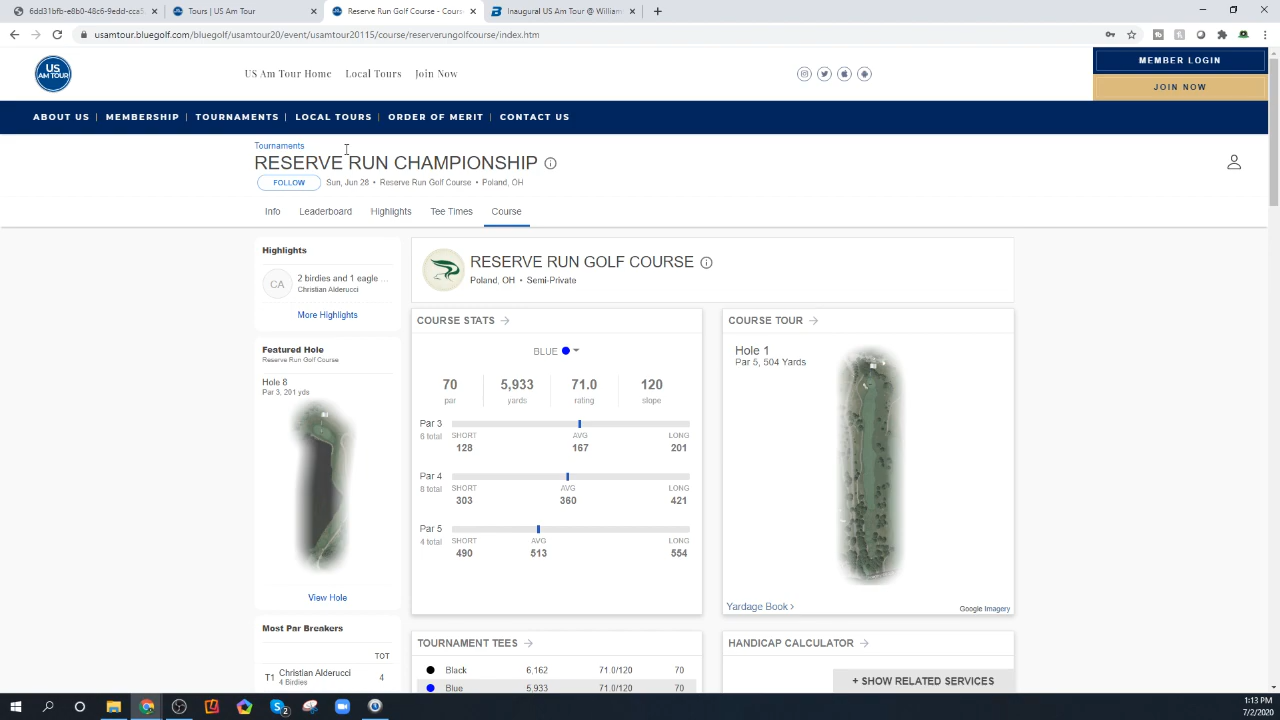 6dd31bfb-e8b0-48c6-9edd-cca5
Tours | US Am Tour
Reserve Run Golf Course - Cours
Inaugural US Am Tour @ William
usamtour.bluegolf.com/bluegolf/usamtour20/event/usamtour20115/course/reserverungolfcourse/index.htm
US
AM TOUR
US Am Tour Home Local Tours Join Now
MEMBER LOGIN
JOIN NOW
ABOUT US | MEMBERSHIP | TOURNAMENTS | LOCAL TOURS | ORDER OF MERIT | CONTACT US
Tournaments
RESERVE RUN CHAMPIONSHIP
FOLLOW Sun, Jun 28 • Reserve Run Golf Course • Poland, OH
Info Leaderboard Highlights Tee Times Course
Highlights
CA
2 birdies and 1 eagle ...
Christian Alderucci
More Highlights
Featured Hole
Reserve Run Golf Course
Hole 8
Par 3, 201 yds
View Hole
Most Par Breakers
TOT
T1 Christian Alderucci 4
4 Birdies
RESERVE RUN GOLF COURSE
Poland, OH • Semi-Private
COURSE STATS
BLUE
70 5,933 71.0 120
par yards rating slope
Par 3
6 total
SHORT AVG LONG
128 167 201
Par 4
8 total
SHORT AVG LONG
303 360 421
Par 5
4 total
SHORT AVG LONG
490 513 554
COURSE TOUR
Hole 1
Par 5, 504 Yards
Yardage Book >
Google Imagery
TOURNAMENT TEES
Black 6,162 71.0/120 70
Blue 5,933 71.0/120 70
HANDICAP CALCULATOR
+ SHOW RELATED SERVICES
1:13 PM
7/2/2020